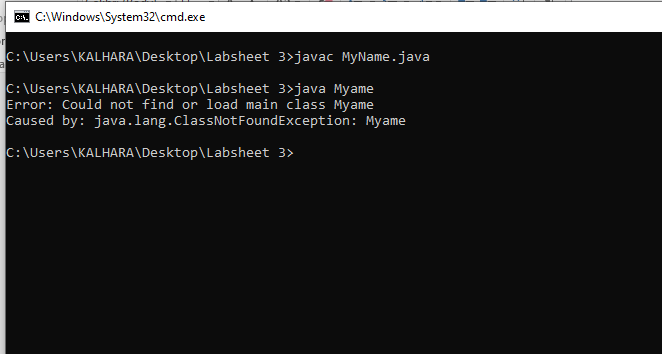 C:\Windows\System32\cmd.exe
C:\Users\KALHARA\Desktop\Labsheet 3>javac MyName.java
C:\Users\KALHARA\Desktop\Labsheet 3>java Myame
Error: Could not find or load main class Myame
Caused by: java.lang.ClassNotFoundException: Myame
C:\Users\KALHARA\Desktop\Labsheet 3>